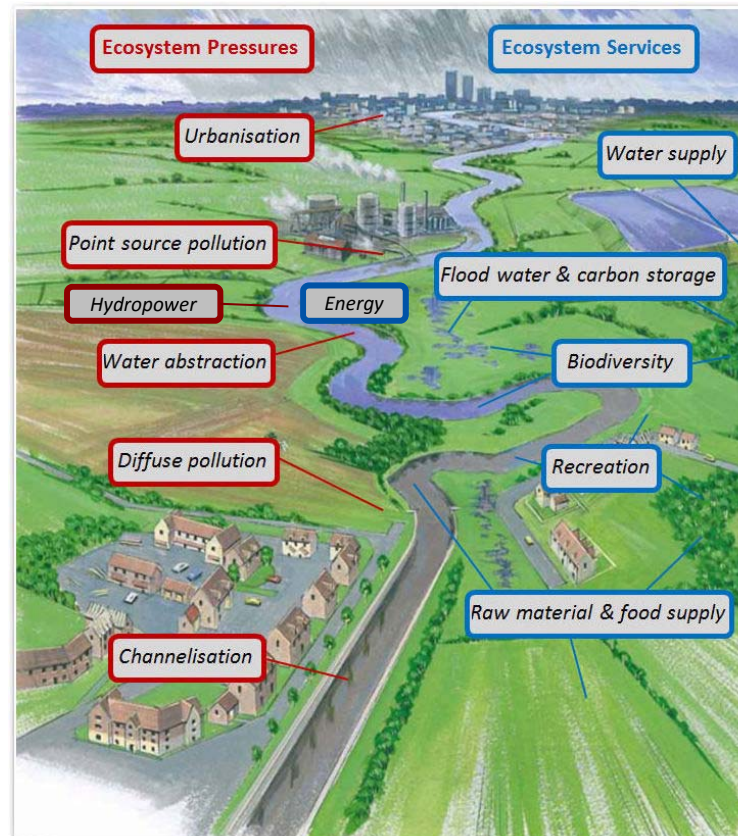 Ecosystem Pressures
Ecosystem Services
Urbanisation
Water supply
Point source pollution
Flood water & carbon storage
Hydropower
Energy
Water abstraction
Biodiversity
Diffuse pollution
Recreation
Raw material & food supply
Channelisation